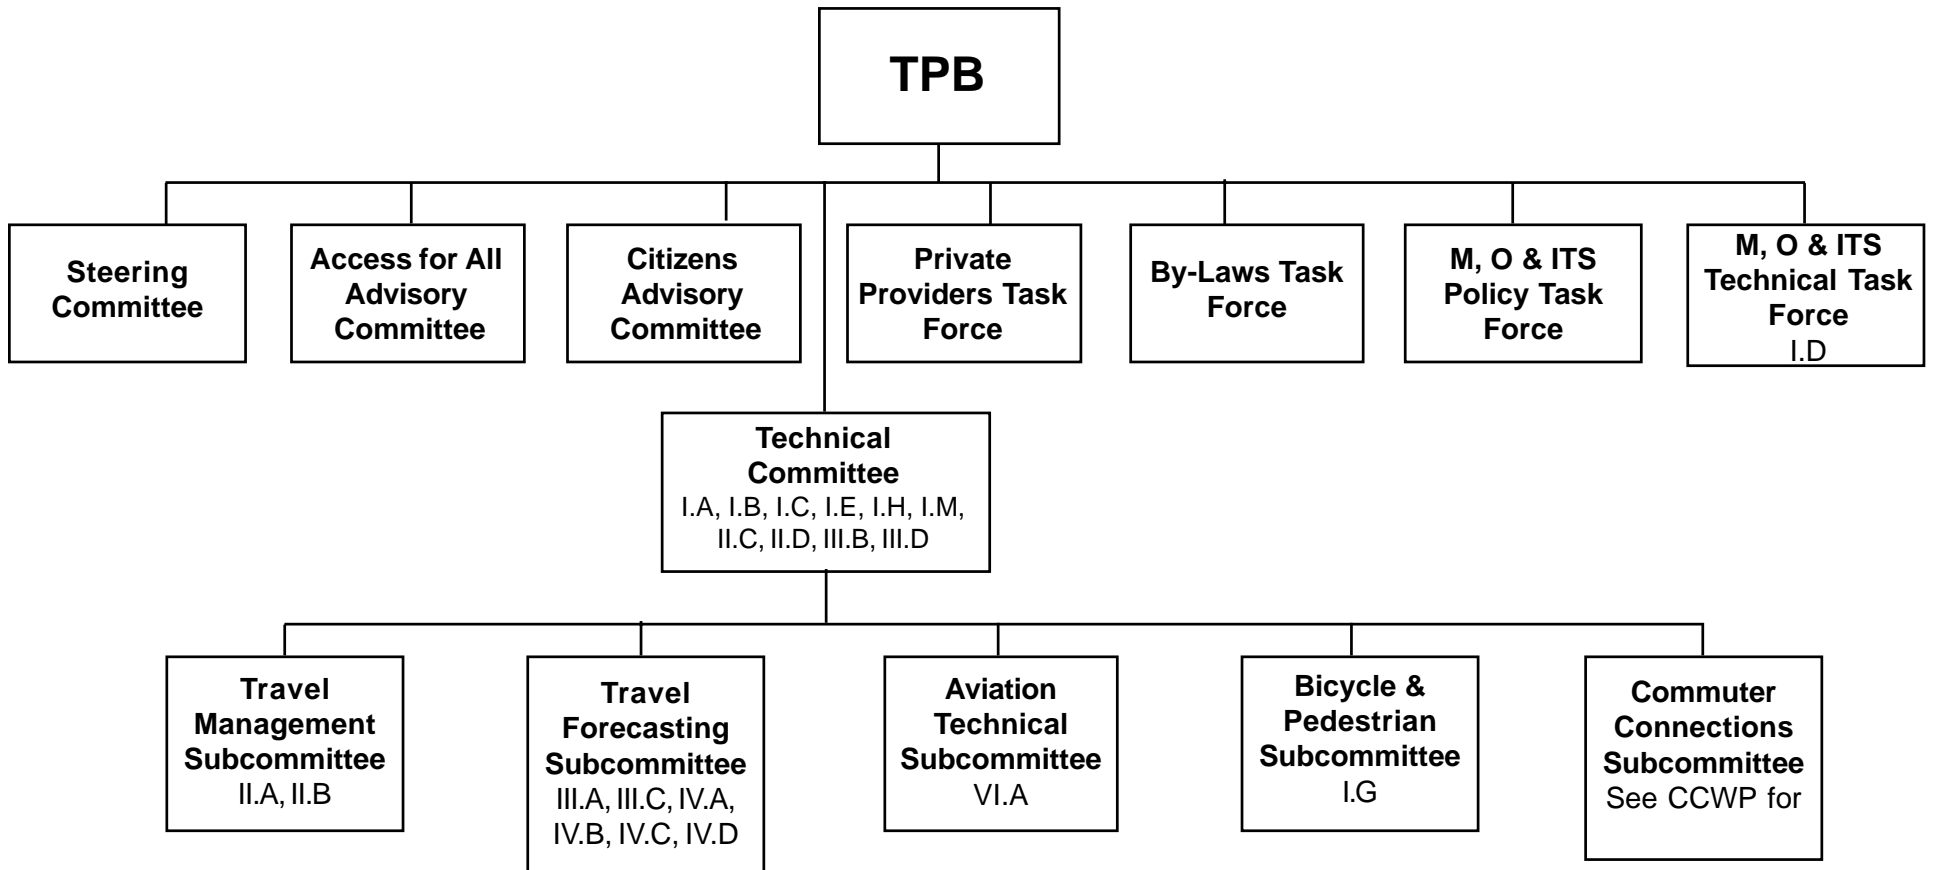 TPB
Steering
Committee
Access for All
Advisory
Committee
Citizens
Advisory
Committee
Private
Providers Task
Force
By-Laws Task
Force
M, O & ITS
Policy Task
Force
M, O & ITS
Technical Task
Force
I.D
Technical
Committee
I.A, I.B, I.C, I.E, I.H, I.M,
II.C, II.D, III.B, III.D
Travel
Management
Subcommittee
II.A, II.B
Travel
Forecasting
Subcommittee
III.A, III.C, IV.A,
IV.B, IV.C, IV.D
Aviation
Technical
Subcommittee
VI.A
Bicycle &
Pedestrian
Subcommittee
I.G
Commuter
Connections
Subcommittee
See CCWP for